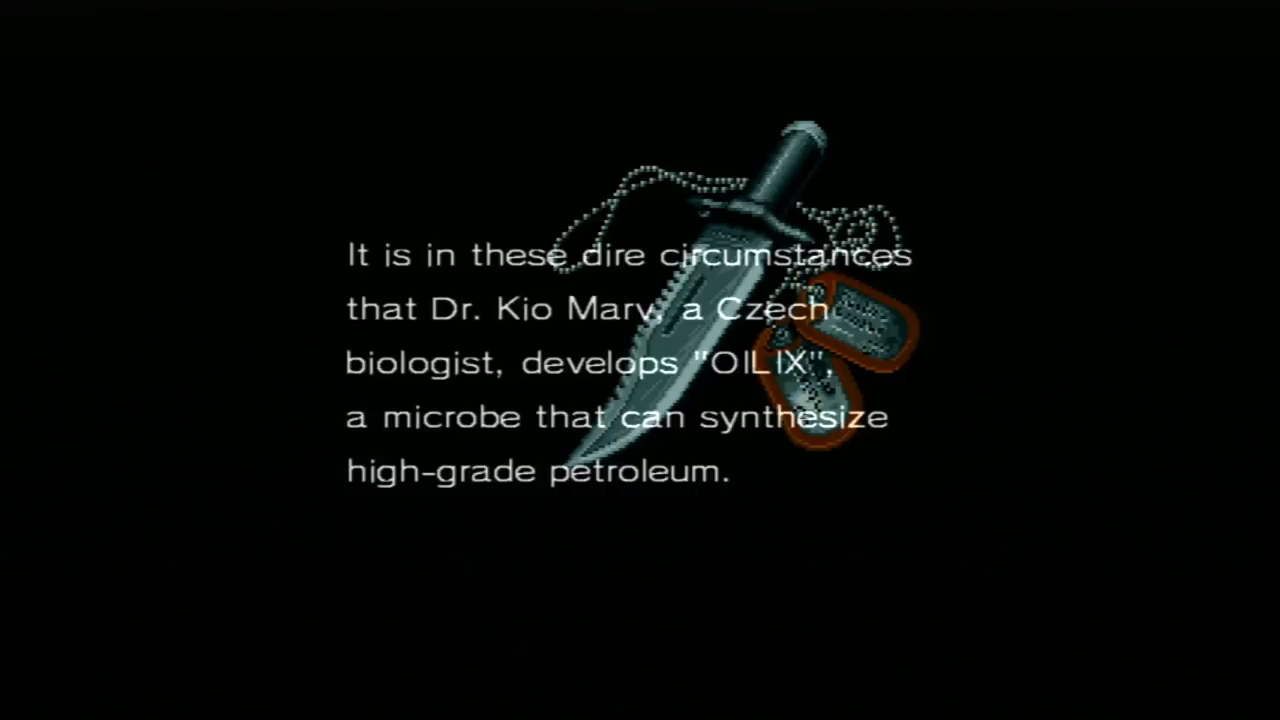 It is in these dire circumstances
that Dr. Kio Marv, a Czech
biologist, develops "OILIX",
a microbe that can synthesize
high-grade petroleum.